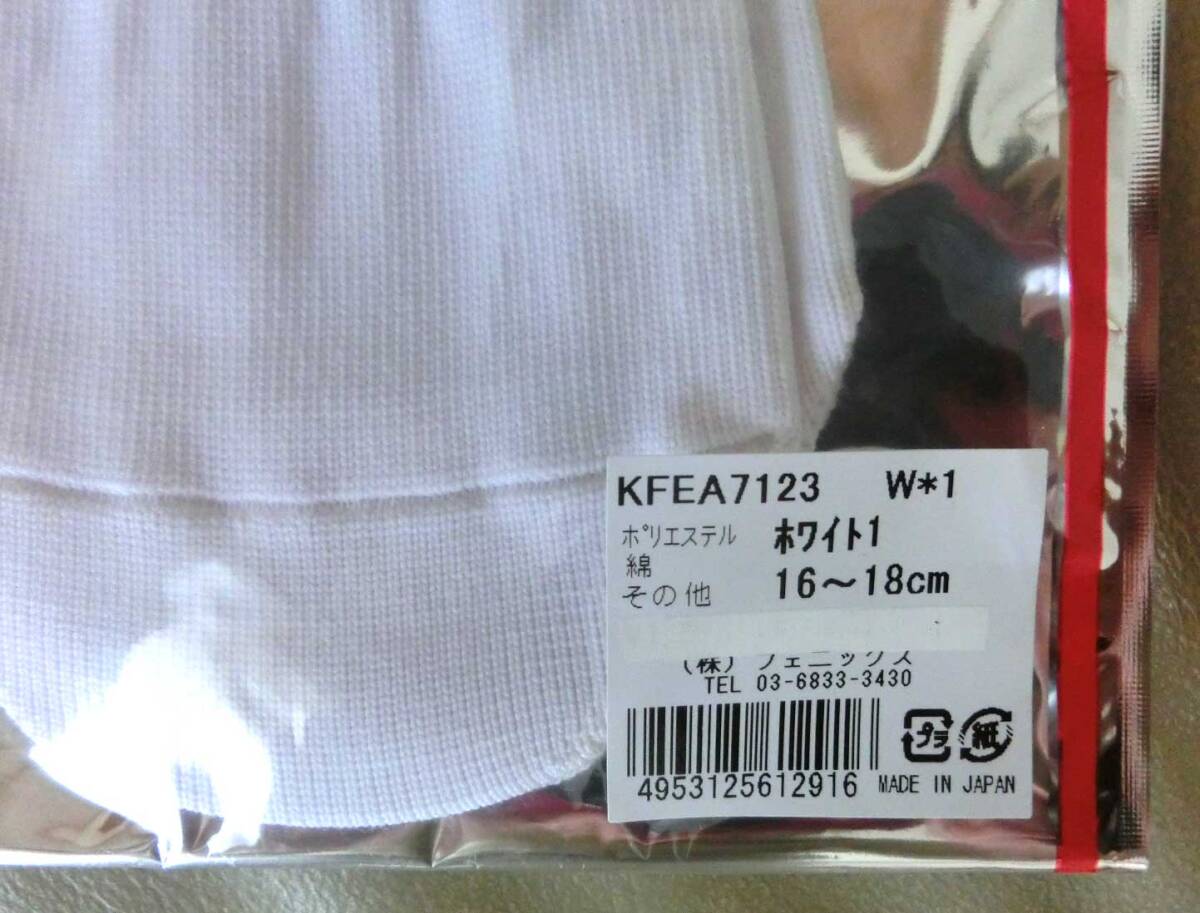 KFEA7123 W*1
ポリエステル ホワイト1
綿
その他 16～18cm
(株) フェニックス
TEL 03-6833-3430
プラ 紙
4953125612916 MADE IN JAPAN